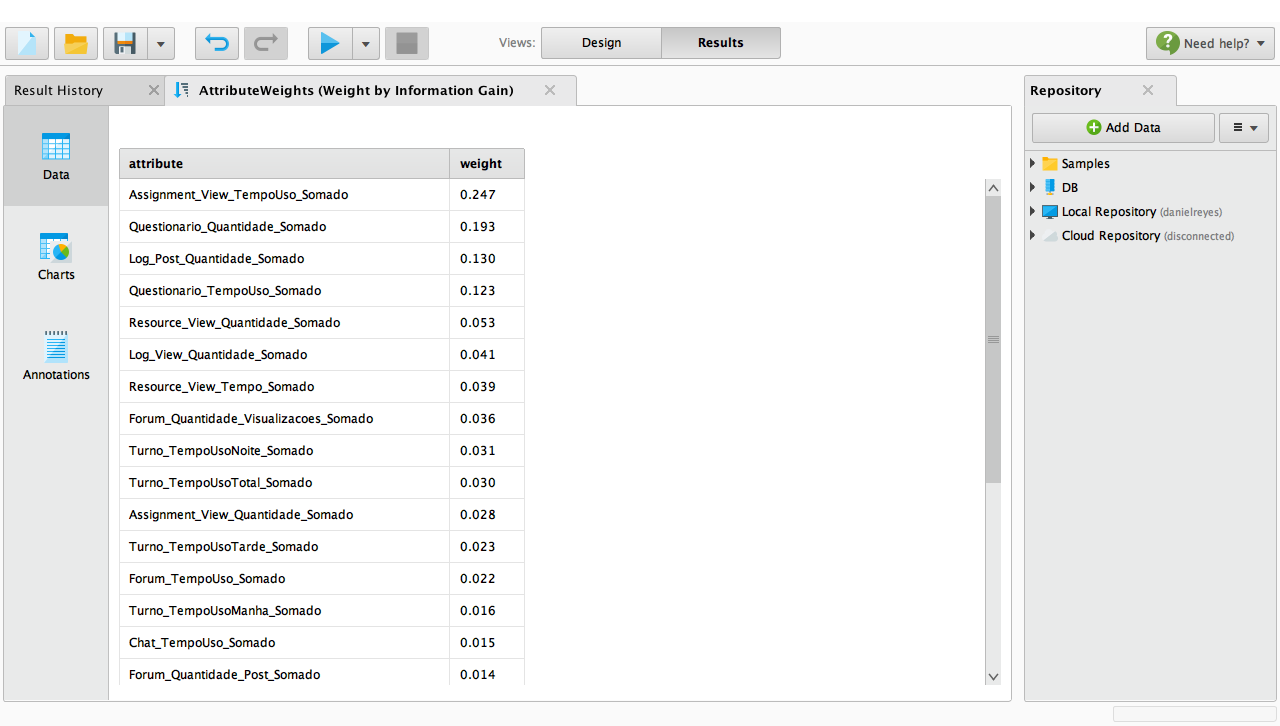 Views: Design Results
? Need help?
Result History
AttributeWeights (Weight by Information Gain)
Data
Charts
Annotations
attribute weight
Assignment_View_TempoUso_Somado 0.247
Questionario_Quantidade_Somado 0.193
Log_Post_Quantidade_Somado 0.130
Questionario_TempoUso_Somado 0.123
Resource_View_Quantidade_Somado 0.053
Log_View_Quantidade_Somado 0.041
Resource_View_Tempo_Somado 0.039
Forum_Quantidade_Visualizacoes_Somado 0.036
Turno_TempoUsoNoite_Somado 0.031
Turno_TempoUsoTotal_Somado 0.030
Assignment_View_Quantidade_Somado 0.028
Turno_TempoUsoTarde_Somado 0.023
Forum_TempoUso_Somado 0.022
Turno_TempoUsoManha_Somado 0.016
Chat_TempoUso_Somado 0.015
Forum_Quantidade_Post_Somado 0.014
Repository
Add Data
Samples
DB
Local Repository (danielreyes)
Cloud Repository (disconnected)